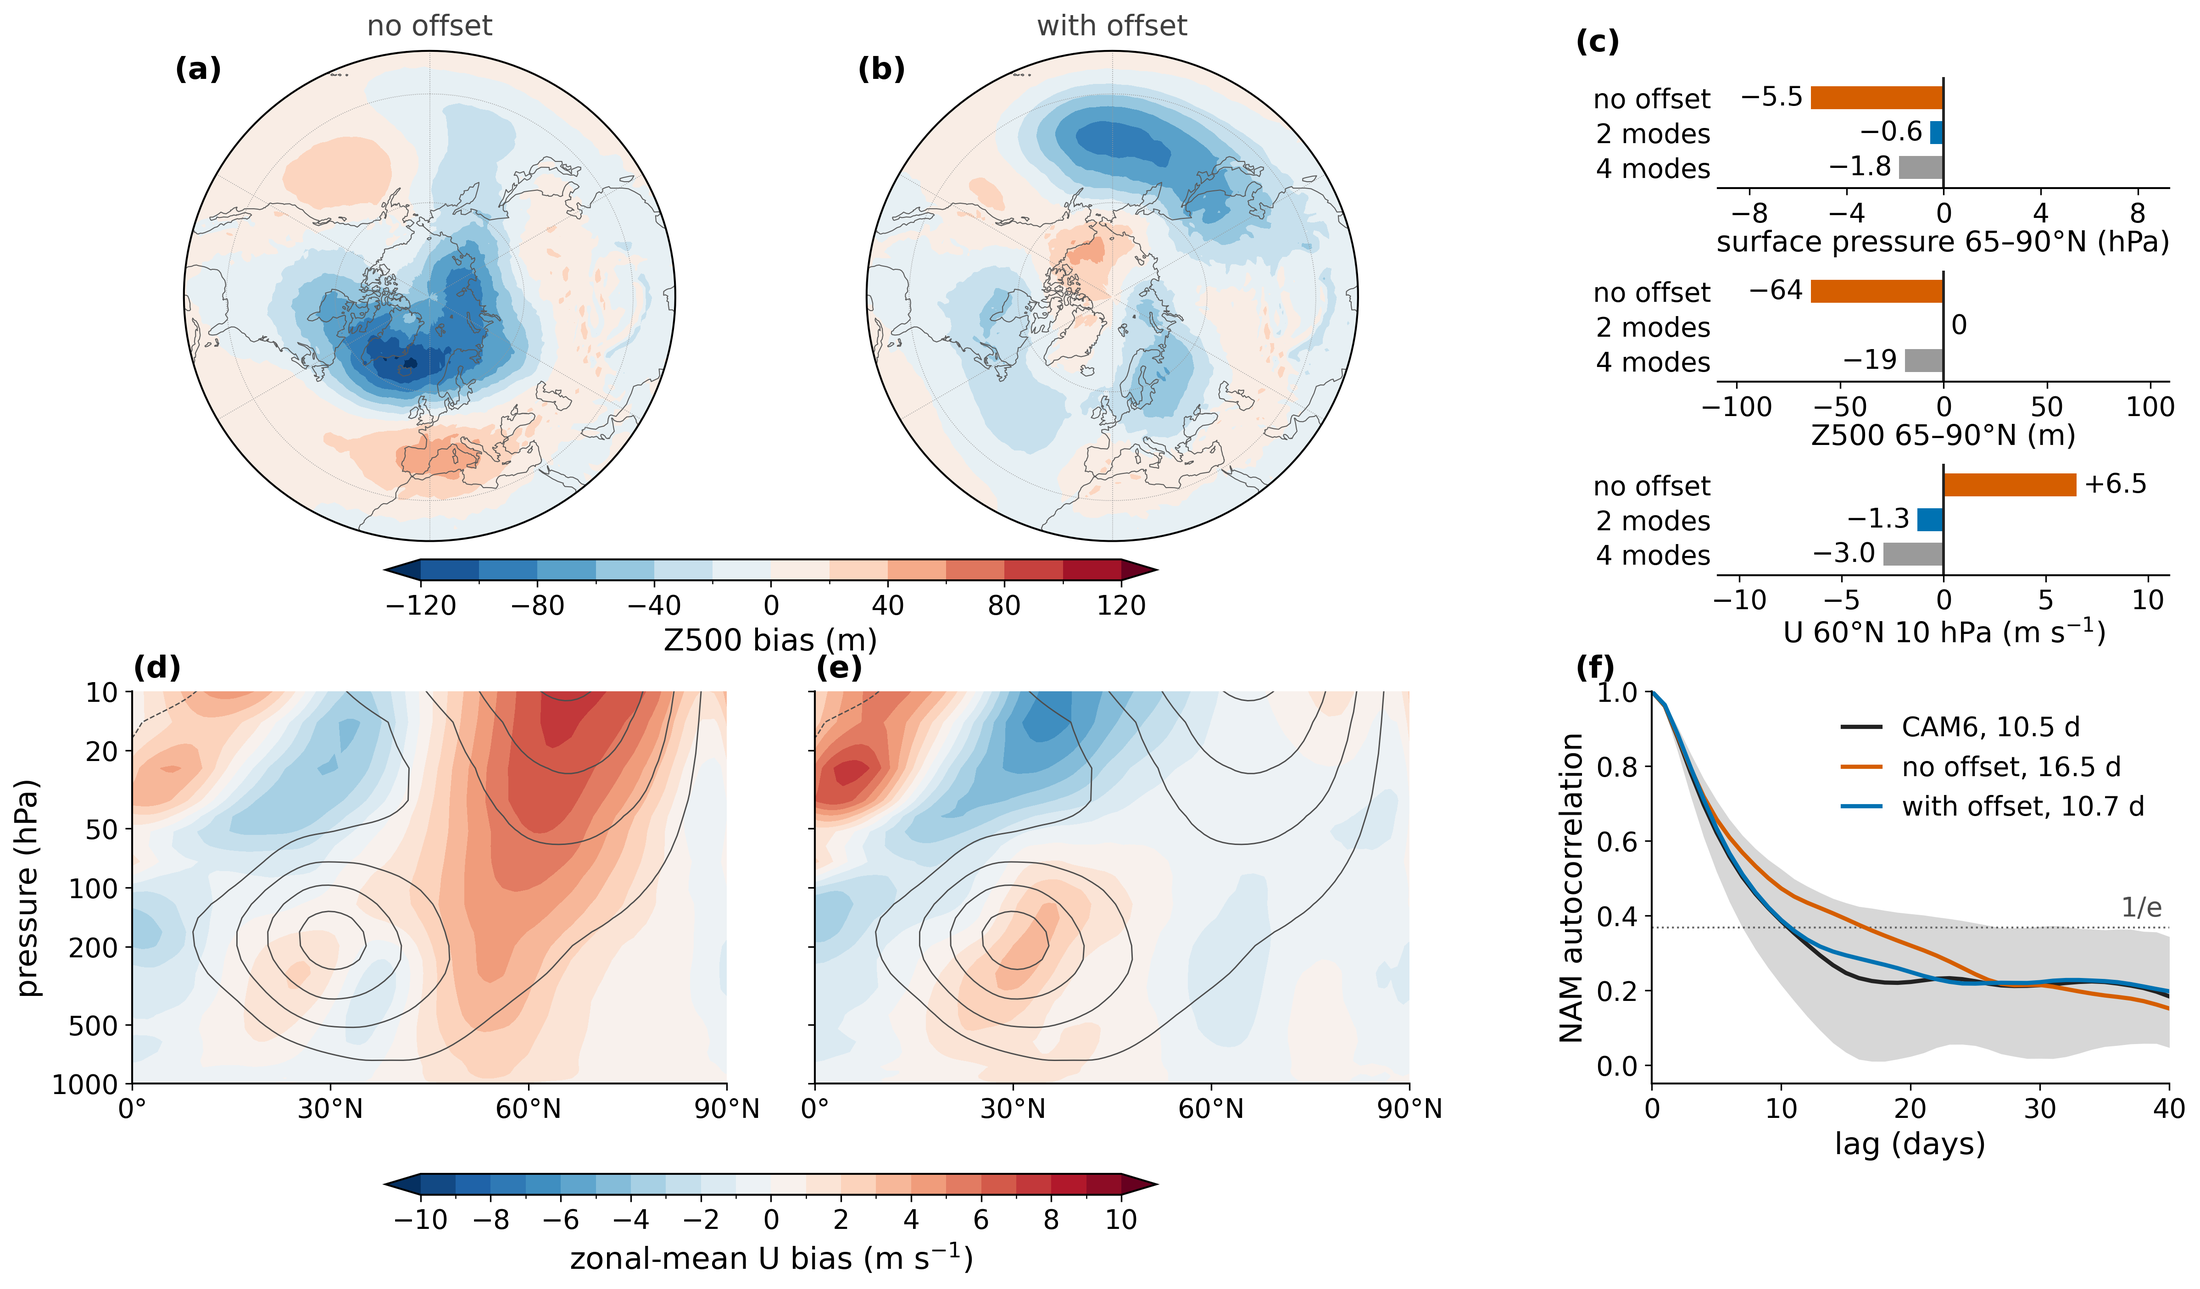 no offset
(a)
with offset
(b)
−120 −80 −40 0 40 80 120
Z500 bias (m)
(c)
no offset −5.5
2 modes −0.6
4 modes −1.8
−8 −4 0 4 8
surface pressure 65–90°N (hPa)
no offset −64
2 modes 0
4 modes −19
−100 −50 0 50 100
Z500 65–90°N (m)
no offset +6.5
2 modes −1.3
4 modes −3.0
−10 −5 0 5 10
U 60°N 10 hPa (m s⁻¹)
(d)
10
20
50
100
200
500
1000
pressure (hPa)
0° 30°N 60°N 90°N
(e)
0° 30°N 60°N 90°N
−10 −8 −6 −4 −2 0 2 4 6 8 10
zonal-mean U bias (m s⁻¹)
(f)
1.0
0.8
0.6
0.4
0.2
0.0
NAM autocorrelation
CAM6, 10.5 d
no offset, 16.5 d
with offset, 10.7 d
1/e
0 10 20 30 40
lag (days)